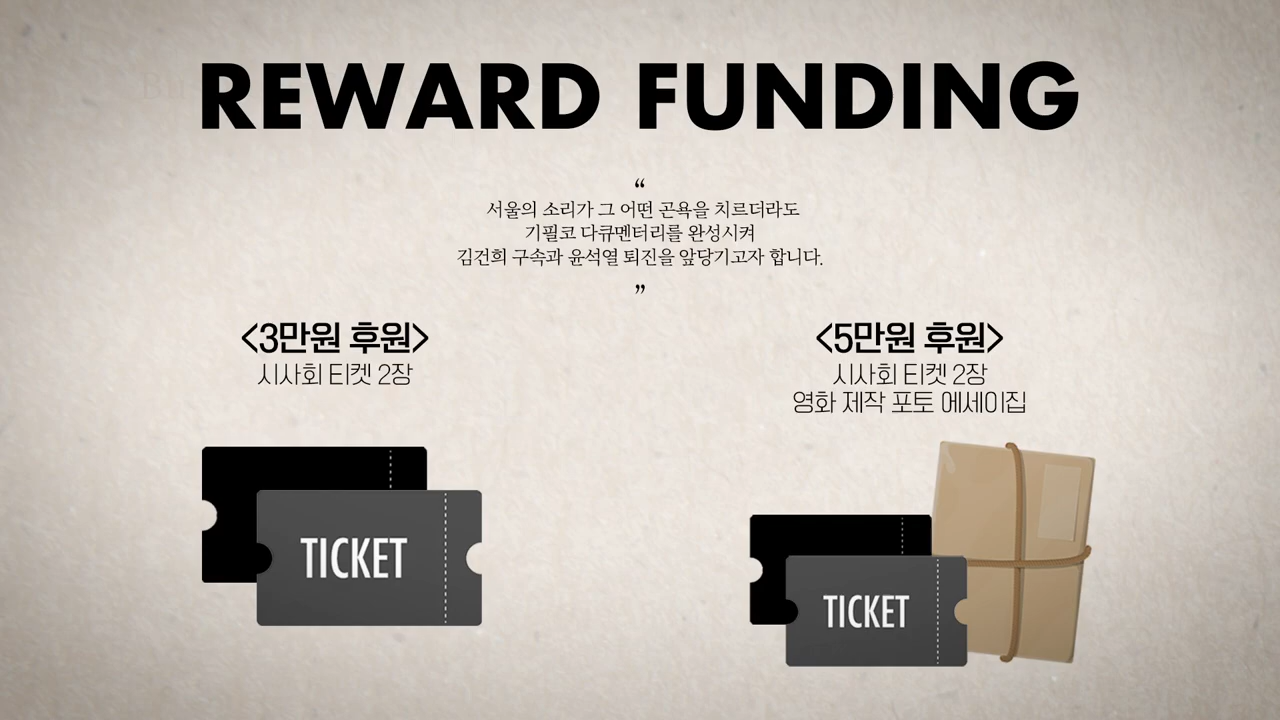 REWARD FUNDING
“
서울의 소리가 그 어떤 곤욕을 치르더라도
기필코 다큐멘터리를 완성시켜
김건희 구속과 윤석열 퇴진을 앞당기고자 합니다.
”
<3만원 후원>
시사회 티켓 2장
<5만원 후원>
시사회 티켓 2장
영화 제작 포토 에세이집
TICKET
TICKET